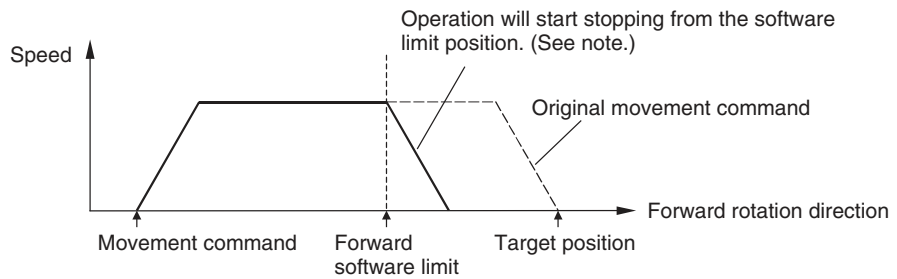 Operation will start stopping from the software
limit position. (See note.)
Speed
Original movement command
Forward rotation direction
Movement command
Forward
software limit
Target position